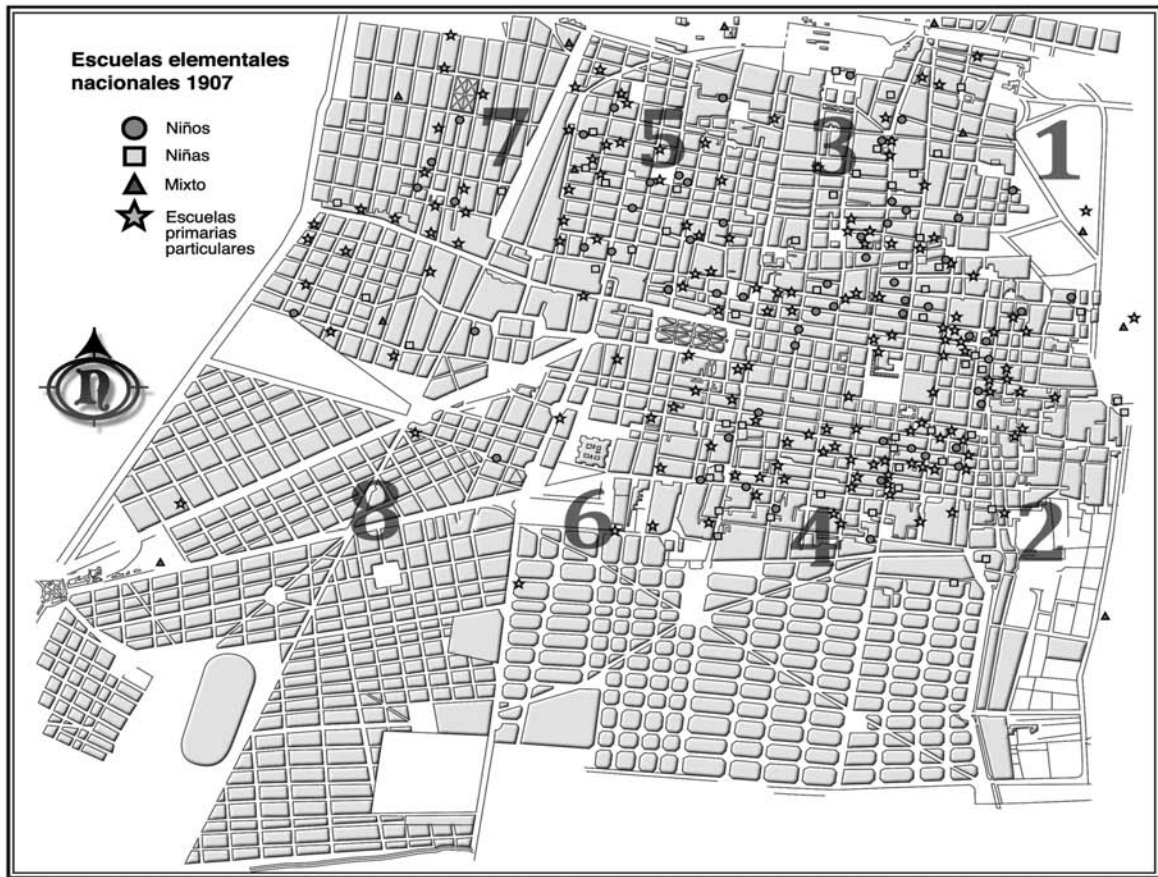 Escuelas elementales
nacionales 1907
Niños
Niñas
Mixto
Escuelas
primarias
particulares
7
5
3
1
8
6
4
2
n